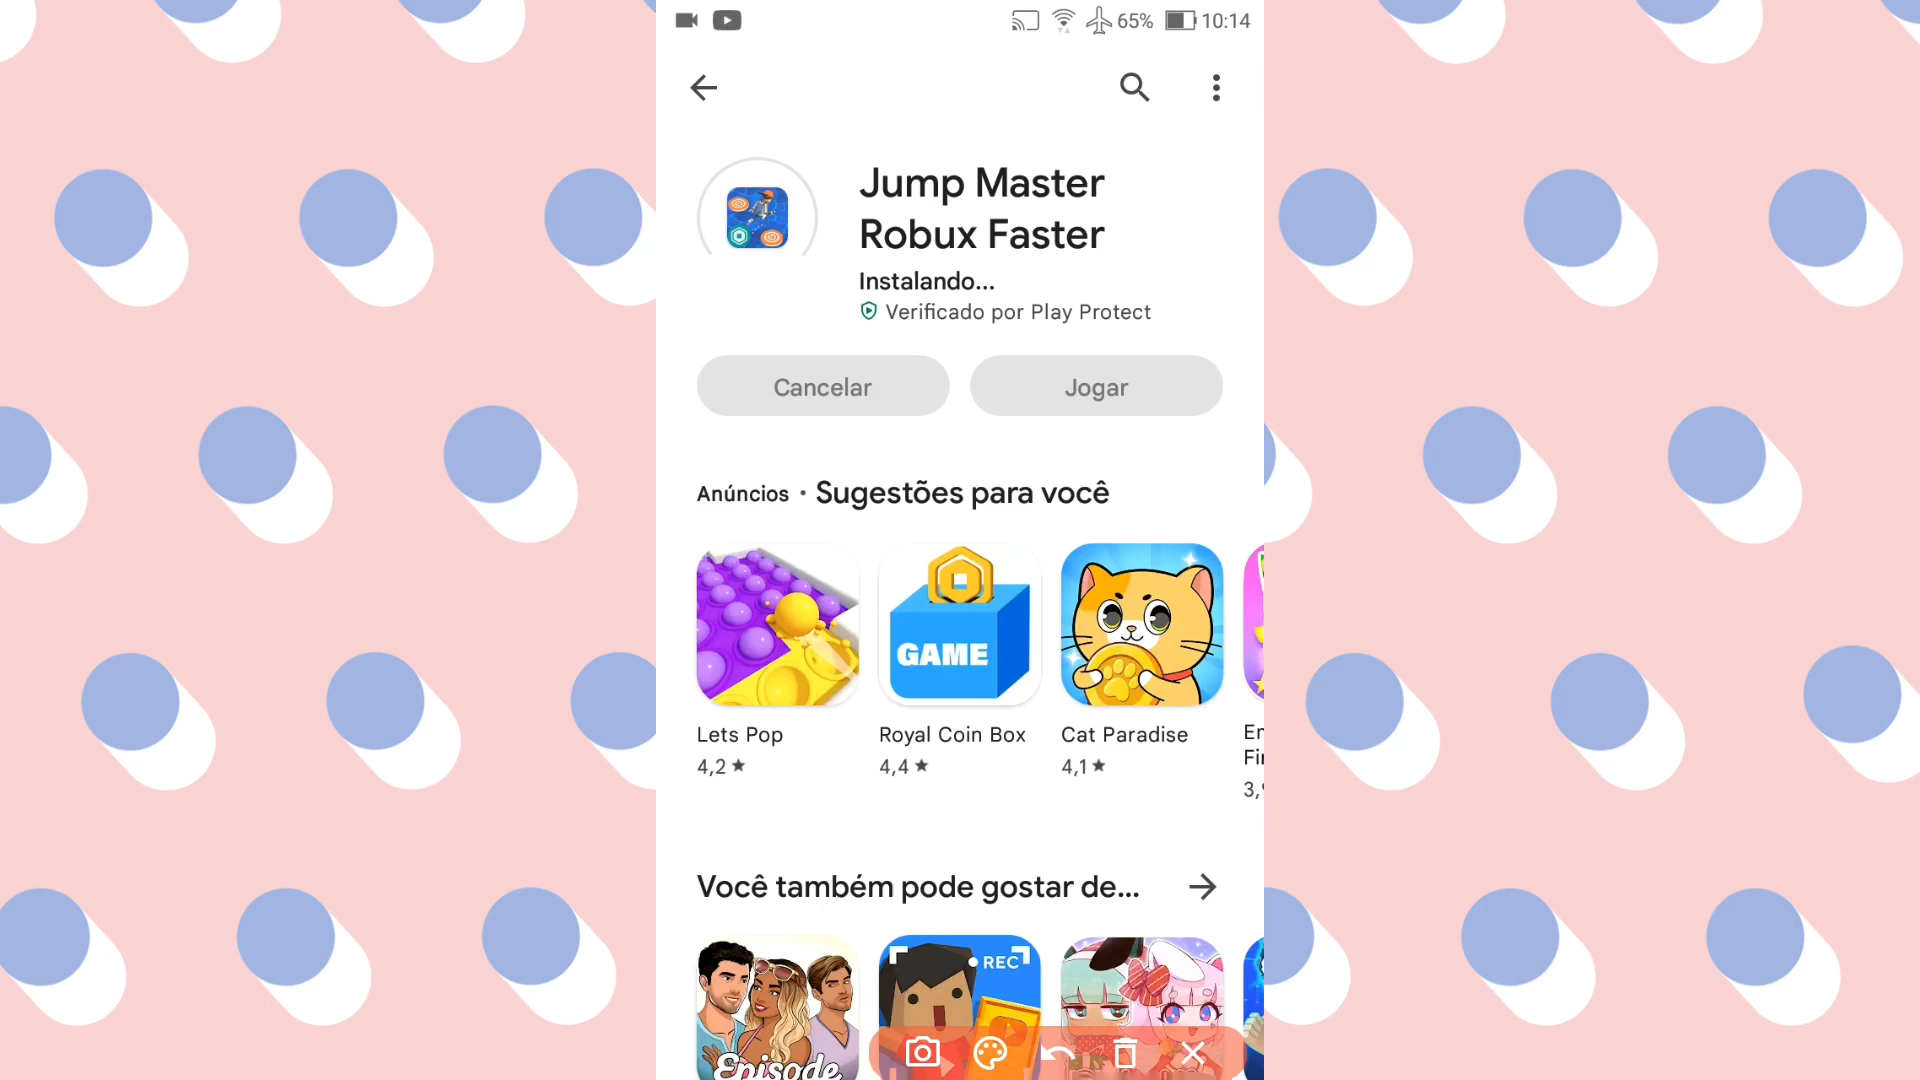 65% 10:14
Jump Master
Robux Faster
Instalando...
Verificado por Play Protect
Cancelar
Jogar
Anúncios • Sugestões para você
GAME
Lets Pop
4,2 ★
Royal Coin Box
4,4 ★
Cat Paradise
4,1 ★
Você também pode gostar de...
Episode
REC